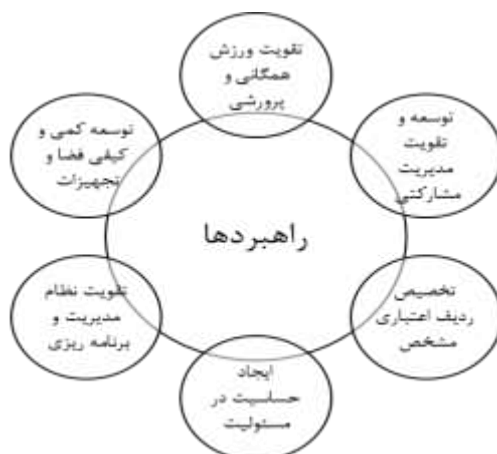 تقویت ورزش
همگانی و
پرورشی
توسعه و
تقویت
مدیریت
مشارکتی
تخصیص
ردیف اعتباری
مشخص
ایجاد
حساسیت در
مسئولیت
تقویت نظام
مدیریت و
برنامه ریزی
توسعه کمی و
کیفی فضا و
تجهیزات
راهبردها